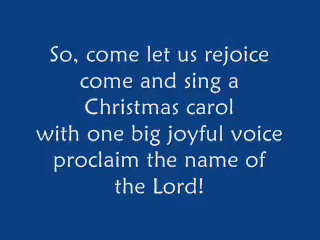 So, come let us rejoice
come and sing a
Christmas carol
with one big joyful voice
proclaim the name of
the Lord!